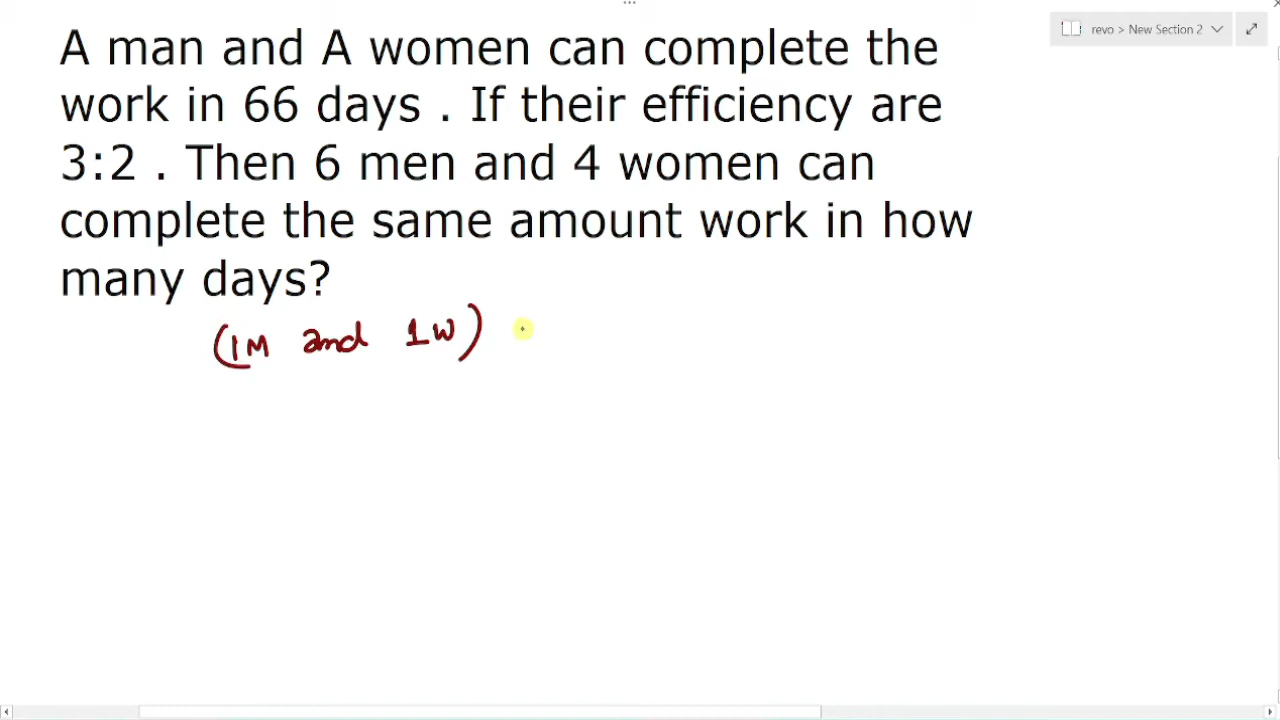 A man and A women can complete the
work in 66 days . If their efficiency are
3:2 . Then 6 men and 4 women can
complete the same amount work in how
many days?
(1M and 1W)
revo > New Section 2